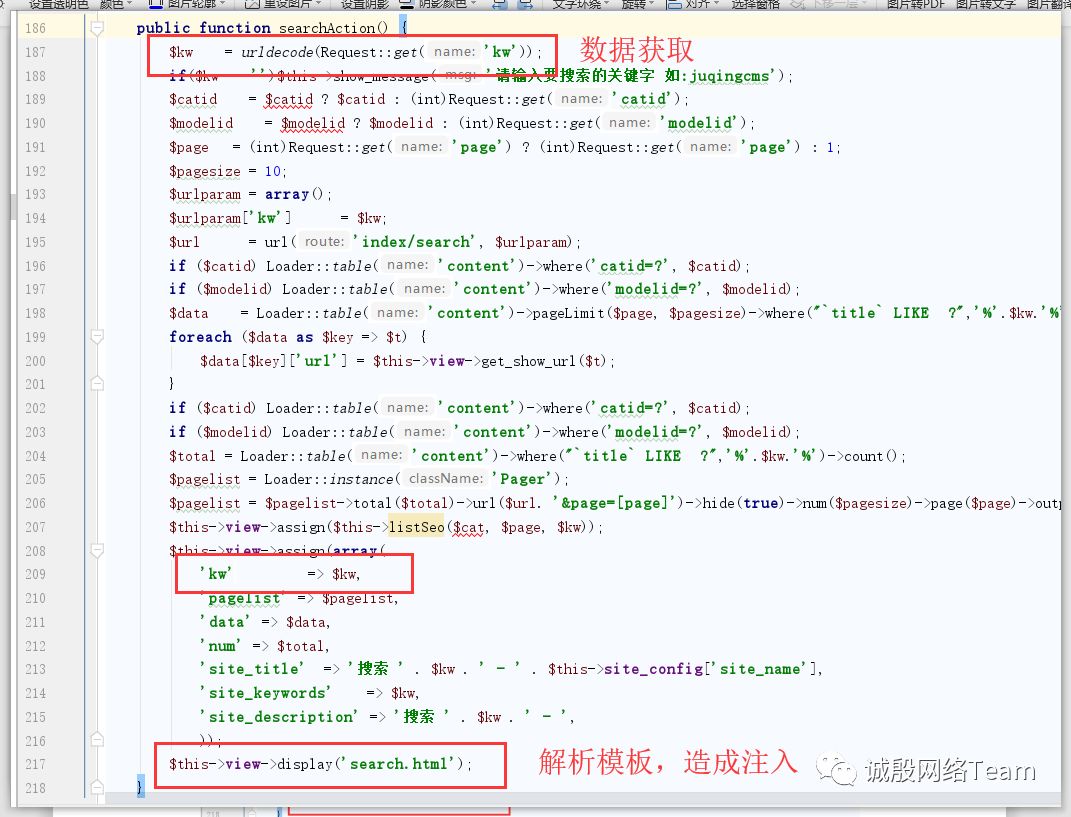 设置透明色 颜色 图片轮廓 重设图片 设置阴影 阴影颜色 文字环绕 旋转 对齐 选择窗格 图片转PDF 图片转文字 图片翻译
186 public function searchAction() {
187 $kw = urldecode(Request::get( name: 'kw')); 数据获取
188 if($kw '')$this->show_message( msg: '请输入要搜索的关键字 如:juqingcms');
189 $catid = $catid ? $catid : (int)Request::get( name: 'catid');
190 $modelid = $modelid ? $modelid : (int)Request::get( name: 'modelid');
191 $page = (int)Request::get( name: 'page') ? (int)Request::get( name: 'page') : 1;
192 $pagesize = 10;
193 $urlparam = array();
194 $urlparam['kw'] = $kw;
195 $url = url( route: 'index/search', $urlparam);
196 if ($catid) Loader::table( name: 'content')->where('catid=?', $catid);
197 if ($modelid) Loader::table( name: 'content')->where('modelid=?', $modelid);
198 $data = Loader::table( name: 'content')->pageLimit($page, $pagesize)->where("`title` LIKE ?",'%'.$kw.'%'
199 foreach ($data as $key => $t) {
200 $data[$key]['url'] = $this->view->get_show_url($t);
201 }
202 if ($catid) Loader::table( name: 'content')->where('catid=?', $catid);
203 if ($modelid) Loader::table( name: 'content')->where('modelid=?', $modelid);
204 $total = Loader::table( name: 'content')->where("`title` LIKE ?",'%'.$kw.'%')->count();
205 $pagelist = Loader::instance( className: 'Pager');
206 $pagelist = $pagelist->total($total)->url($url. '&page=[page]')->hide(true)->num($pagesize)->page($page)->outp
207 $this->view->assign($this->listSeo($cat, $page, $kw));
208 $this->view->assign(array(
209 'kw' => $kw,
210 'pagelist' => $pagelist,
211 'data' => $data,
212 'num' => $total,
213 'site_title' => '搜索 ' . $kw . ' - ' . $this->site_config['site_name'],
214 'site_keywords' => $kw,
215 'site_description' => '搜索 ' . $kw . ' - ',
216 ));
217 $this->view->display('search.html'); 解析模板，造成注入 诚殷网络Team
218 }
218 }